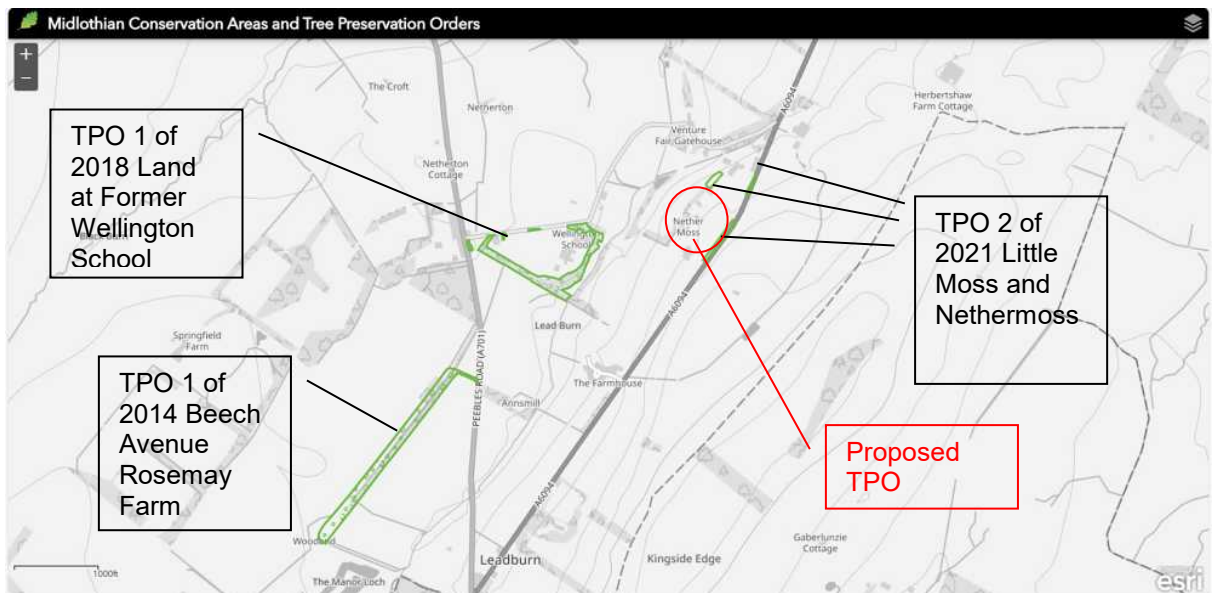 Midlothian Conservation Areas and Tree Preservation Orders
+
−
The Croft
Netherton
A6094
Herbertshaw
Farm Cottage
TPO 1 of
2018 Land
at Former
Wellington
School
Venture
Fair Gatehouse
Netherton
Cottage
Nether
Moss
TPO 2 of
2021 Little
Moss and
Nethermoss
School
Lead Burn
A6094
Springfield
Farm
PEEBLES ROAD (A701)
The Farmhouse
TPO 1 of
2014 Beech
Avenue
Rosemay
Farm
Annsmill
Proposed
TPO
A6094
Gaberlunzie
Cottage
Leadburn
Kingside Edge
1000ft
The Manor Loch
esri